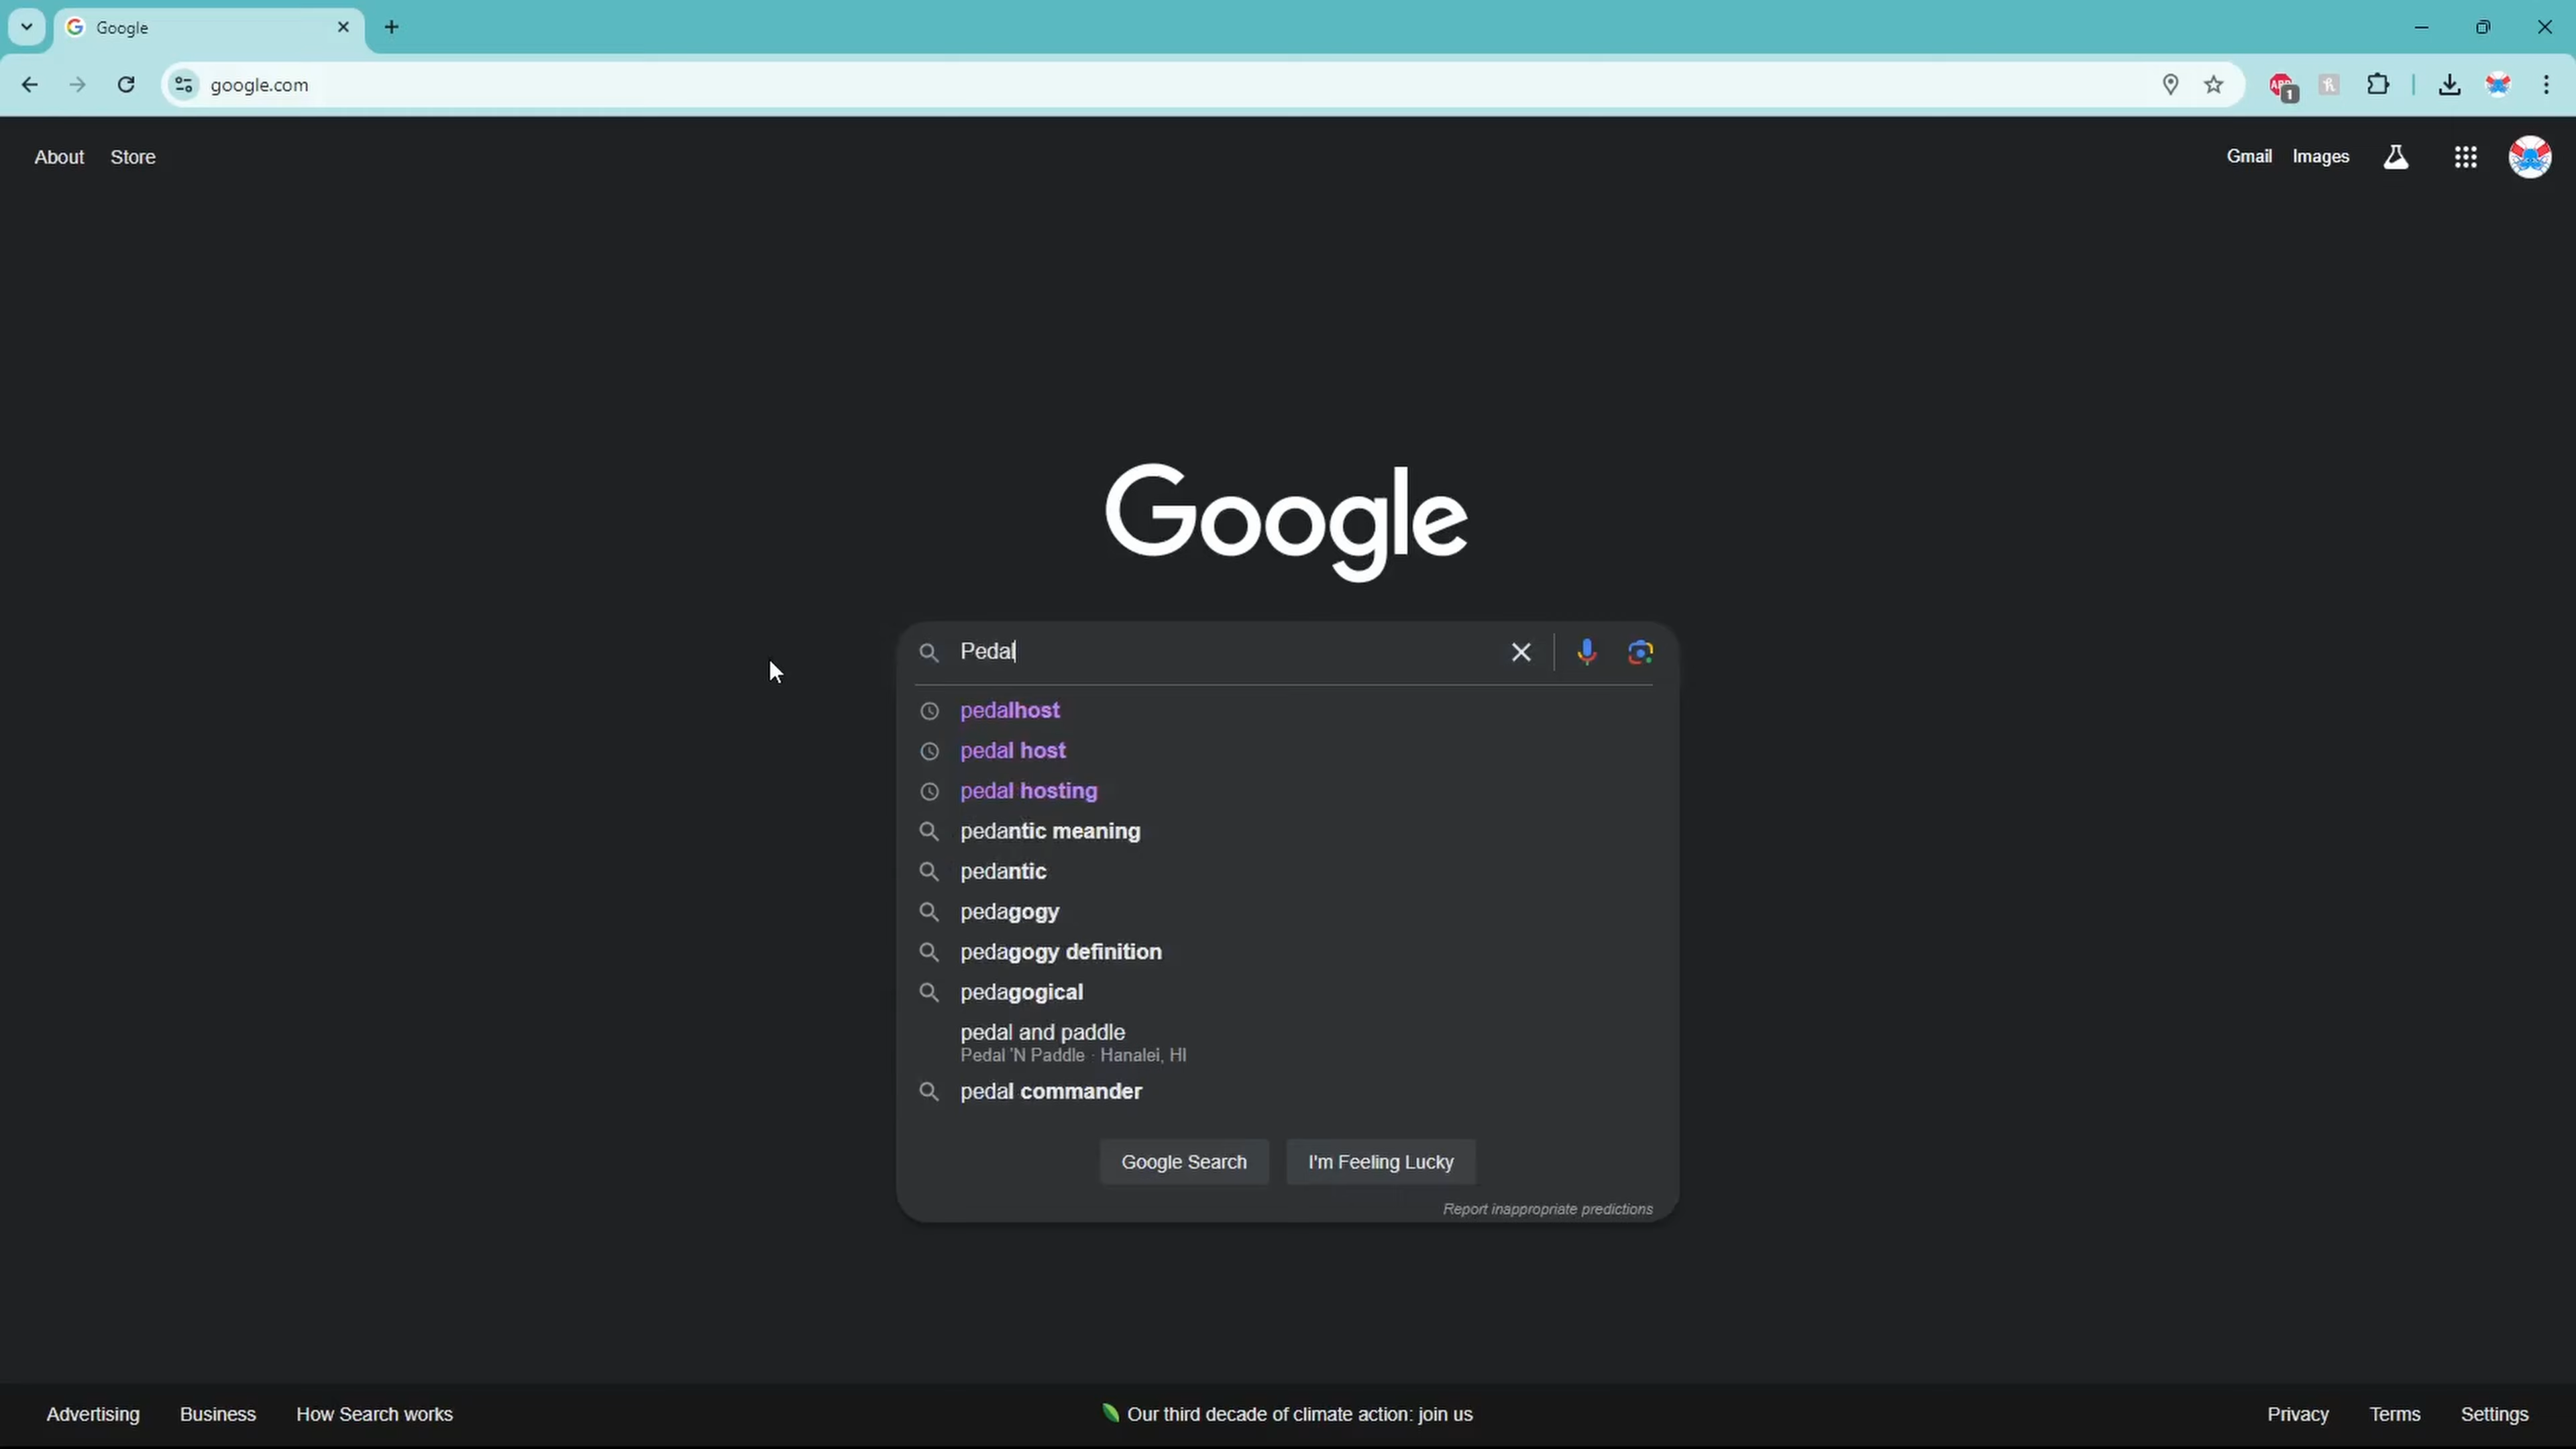 Google
google.com
ABP
1
About Store
Gmail Images
Google
Pedal
pedalhost
pedal host
pedal hosting
pedantic meaning
pedantic
pedagogy
pedagogy definition
pedagogical
pedal and paddle
Pedal 'N Paddle · Hanalei, HI
pedal commander
Google Search I'm Feeling Lucky
Report inappropriate predictions
Advertising Business How Search works
Our third decade of climate action: join us
Privacy Terms Settings